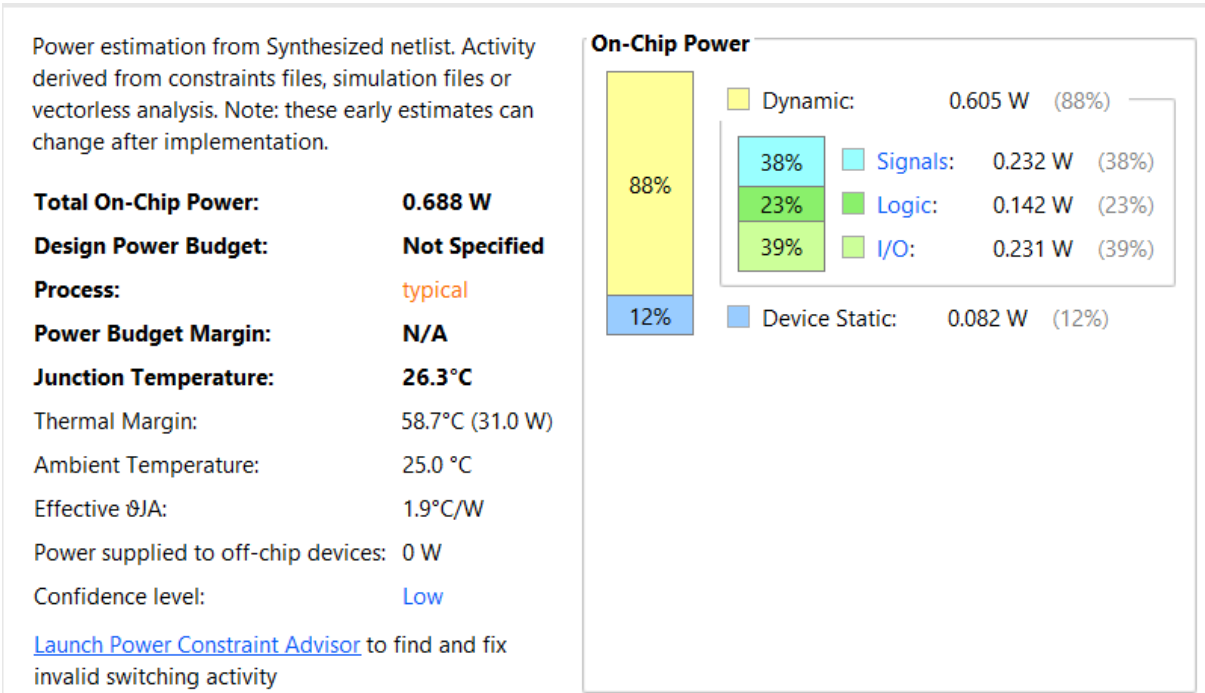 Power estimation from Synthesized netlist. Activity
derived from constraints files, simulation files or
vectorless analysis. Note: these early estimates can
change after implementation.
Total On-Chip Power: 0.688 W
Design Power Budget: Not Specified
Process: typical
Power Budget Margin: N/A
Junction Temperature: 26.3°C
Thermal Margin: 58.7°C (31.0 W)
Ambient Temperature: 25.0 °C
Effective ϑJA: 1.9°C/W
Power supplied to off-chip devices: 0 W
Confidence level: Low
Launch Power Constraint Advisor to find and fix
invalid switching activity
On-Chip Power
88%
12%
Dynamic: 0.605 W (88%)
38% Signals: 0.232 W (38%)
23% Logic: 0.142 W (23%)
39% I/O: 0.231 W (39%)
Device Static: 0.082 W (12%)